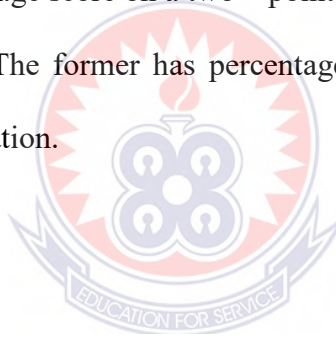 age score on a two – point
The former has percentage
ation.
EDUCATION FOR SERVICE